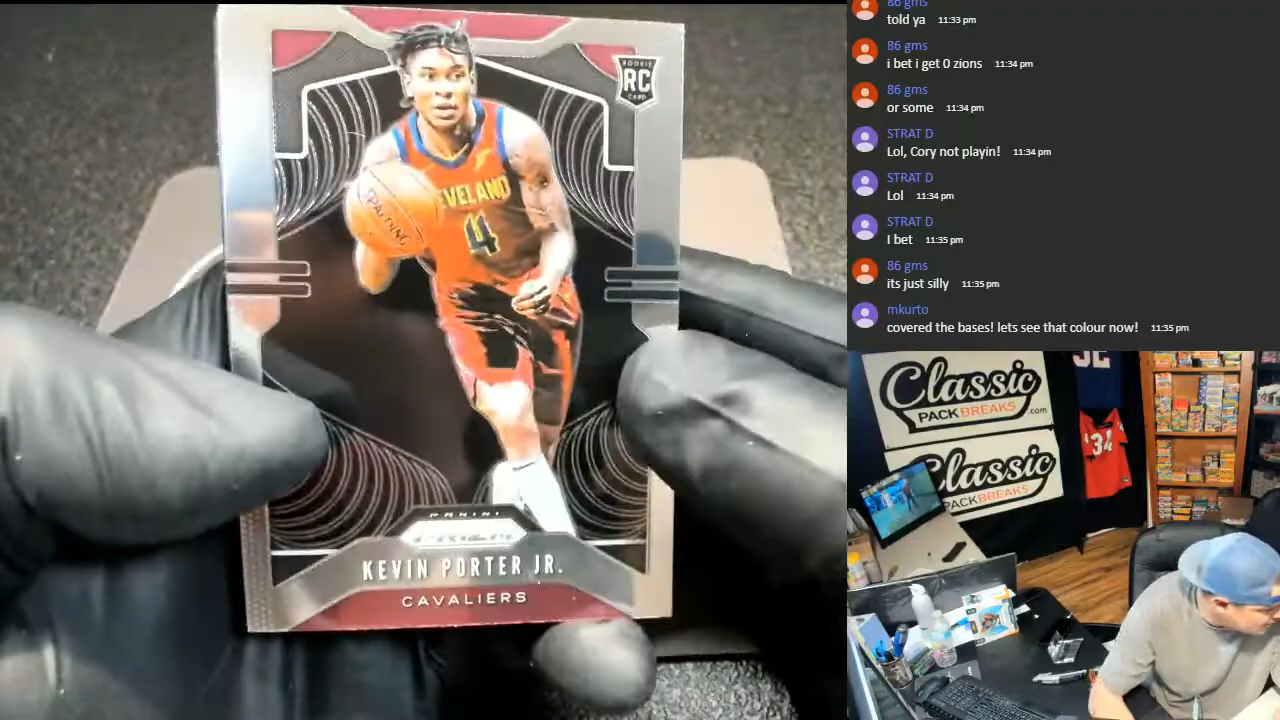 ROOKIE
RC
CARD
SPALDING
CLEVELAND
4
PANINI
PRIZM
KEVIN PORTER JR.
CAVALIERS
86 gms
told ya 11:33 pm
86 gms
i bet i get 0 zions 11:34 pm
86 gms
or some 11:34 pm
STRAT D
Lol, Cory not playin! 11:34 pm
STRAT D
Lol 11:34 pm
STRAT D
I bet 11:35 pm
86 gms
its just silly 11:35 pm
mkurto
covered the bases! lets see that colour now! 11:35 pm
Classic
PACK BREAKS.com
Classic
PACK BREAKS
34